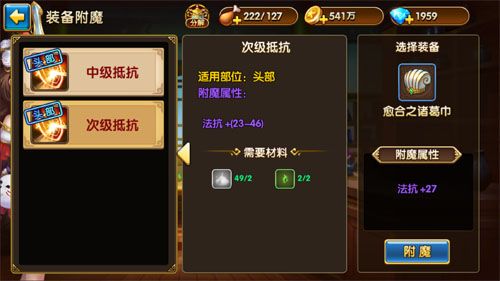 装备附魔
分解
222/127
541万
1959
头部
中级抵抗
头部
次级抵抗
次级抵抗
适用部位：头部
附魔属性：
法抗 +(23-46)
需要材料
49/2
2/2
选择装备
愈合之诸葛巾
附魔属性
法抗 +27
附 魔